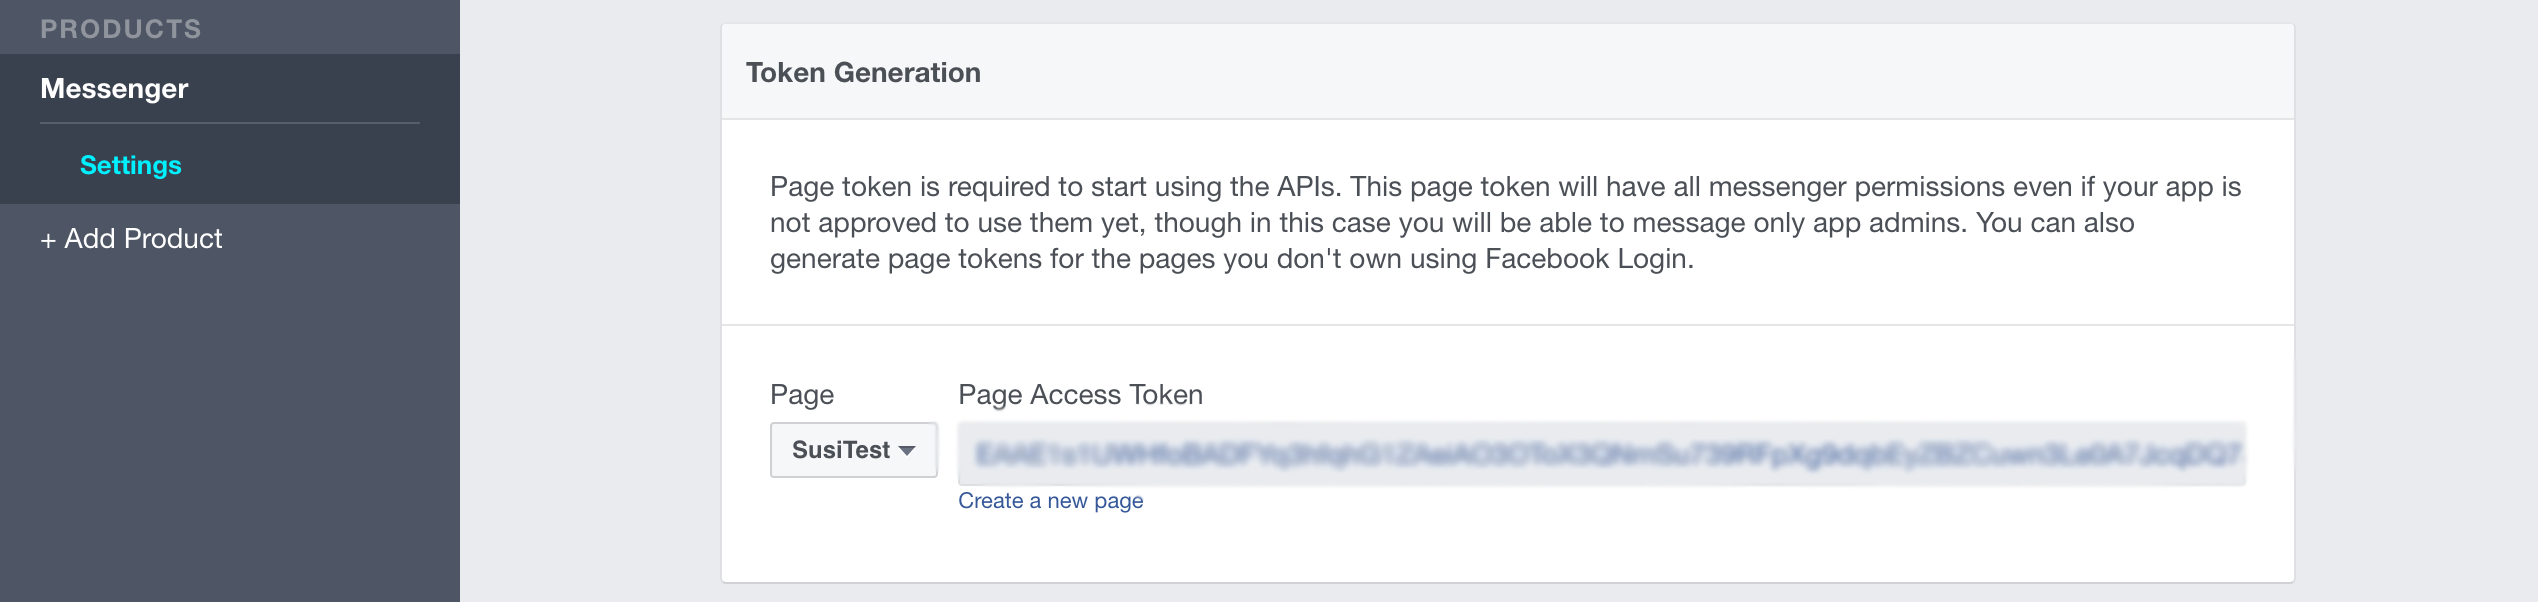 PRODUCTS
Messenger
Settings
+ Add Product
Token Generation
Page token is required to start using the APIs. This page token will have all messenger permissions even if your app is
not approved to use them yet, though in this case you will be able to message only app admins. You can also
generate page tokens for the pages you don't own using Facebook Login.
Page
Page Access Token
SusiTest
Create a new page